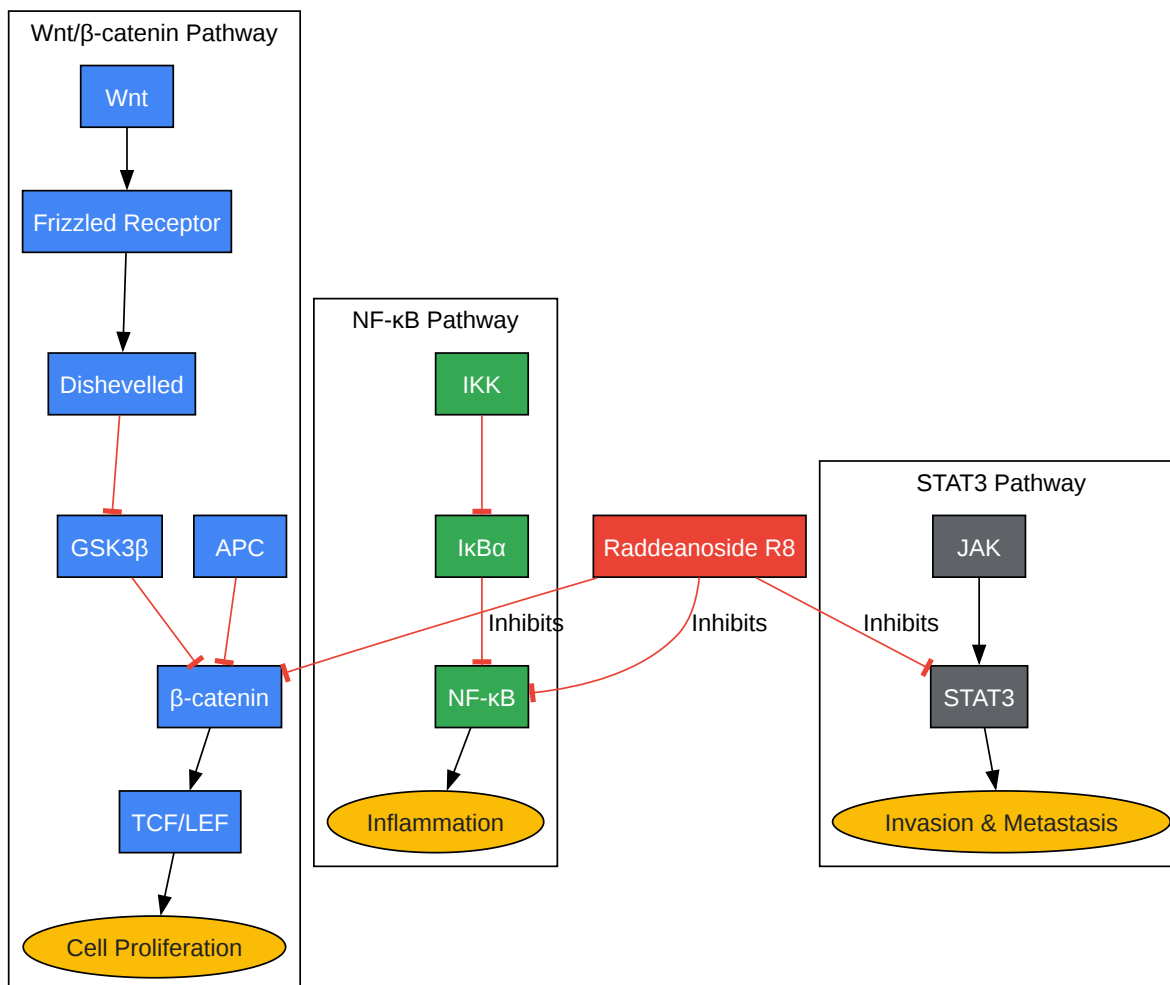 Wnt/β-catenin Pathway
Wnt
Frizzled Receptor
Dishevelled
GSK3β
APC
β-catenin
TCF/LEF
Cell Proliferation
NF-κB Pathway
IKK
IκBα
NF-κB
Inflammation
Raddeanoside R8
Inhibits
Inhibits
Inhibits
STAT3 Pathway
JAK
STAT3
Invasion & Metastasis